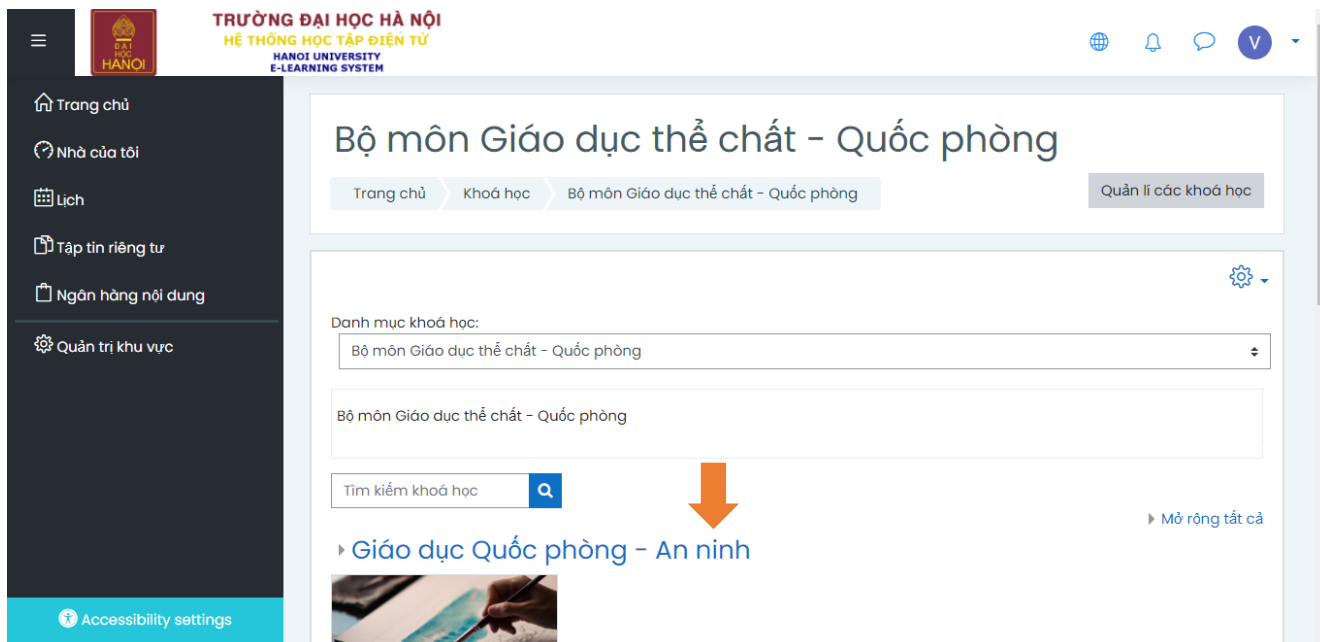 TRƯỜNG ĐẠI HỌC HÀ NỘI
HỆ THỐNG HỌC TẬP ĐIỆN TỬ
HANOI UNIVERSITY
E-LEARNING SYSTEM
ĐẠI
HỌC
HÀNỘI
V
Trang chủ
Nhà của tôi
Lịch
Tập tin riêng tư
Ngân hàng nội dung
Quản trị khu vực
Accessibility settings
Bộ môn Giáo dục thể chất - Quốc phòng
Trang chủ Khoá học Bộ môn Giáo dục thể chất - Quốc phòng
Quản lí các khoá học
Danh mục khoá học:
Bộ môn Giáo dục thể chất - Quốc phòng
Bộ môn Giáo dục thể chất - Quốc phòng
Tìm kiếm khoá học
Mở rộng tất cả
Giáo dục Quốc phòng - An ninh